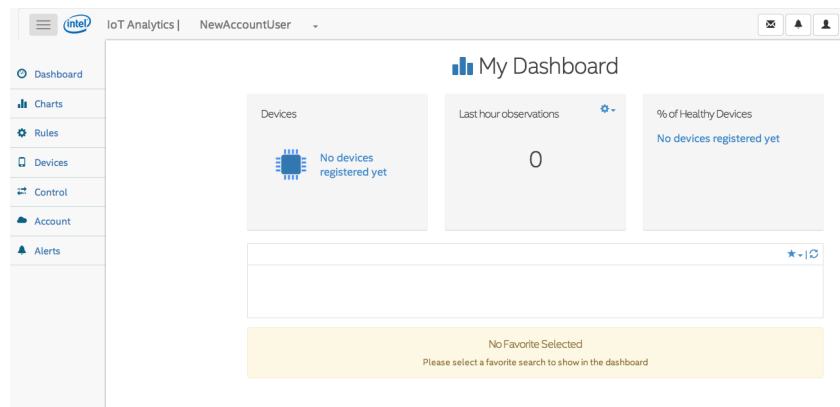 intel IoT Analytics | NewAccountUser
Dashboard
Charts
Rules
Devices
Control
Account
Alerts
My Dashboard
Devices
No devices
registered yet
Last hour observations
0
% of Healthy Devices
No devices registered yet
No Favorite Selected
Please select a favorite search to show in the dashboard